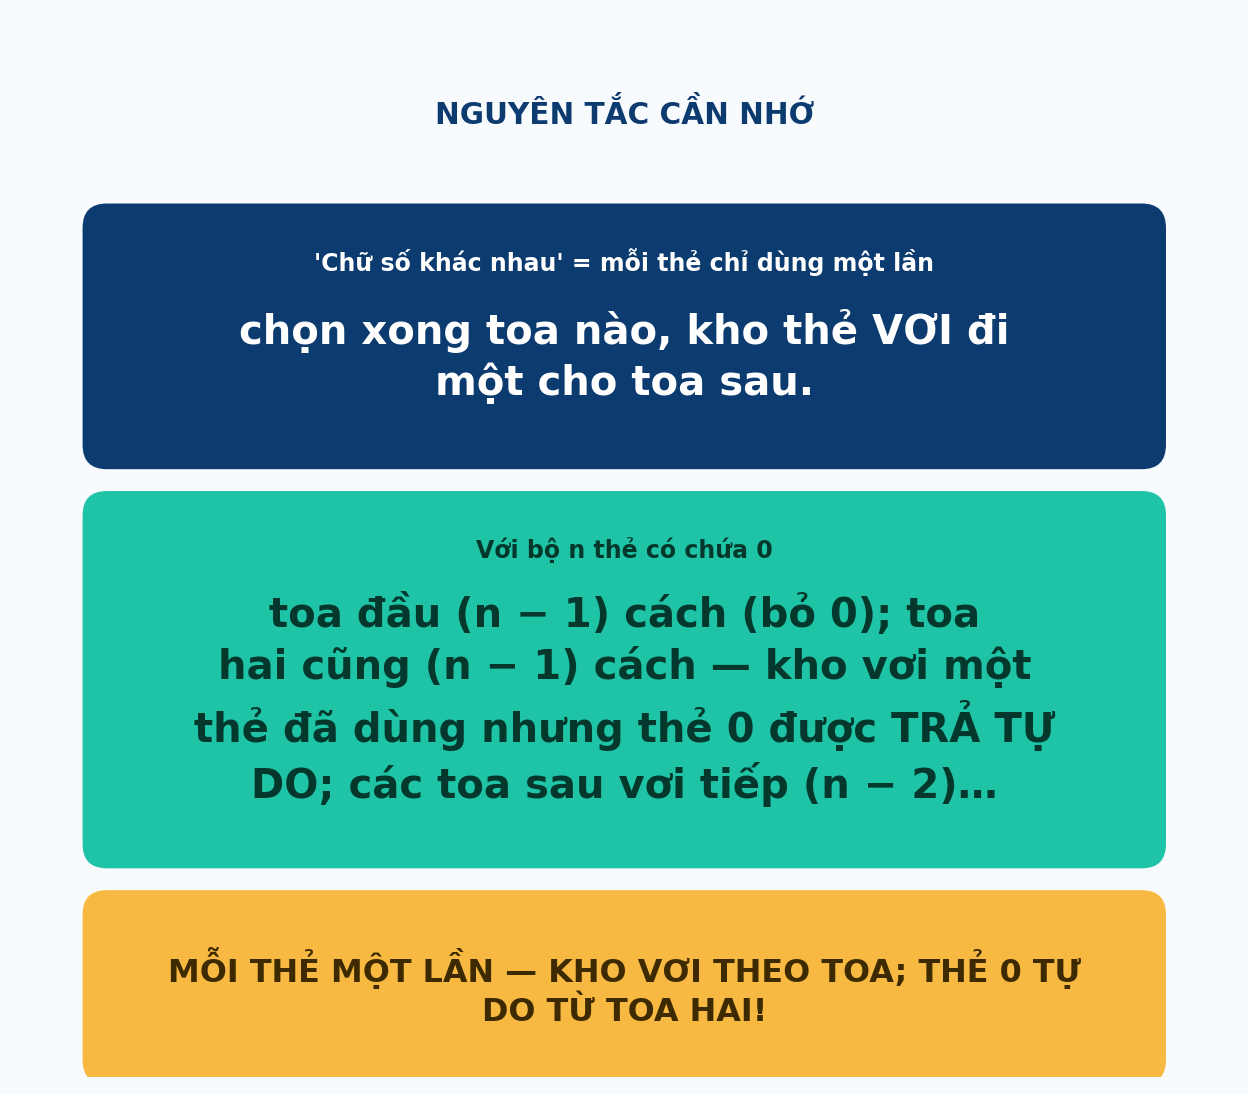 NGUYÊN TẮC CẦN NHỚ
'Chữ số khác nhau' = mỗi thẻ chỉ dùng một lần
chọn xong toa nào, kho thẻ VƠI đi
một cho toa sau.
Với bộ n thẻ có chứa 0
toa đầu (n − 1) cách (bỏ 0); toa
hai cũng (n − 1) cách — kho vơi một
thẻ đã dùng nhưng thẻ 0 được TRẢ TỰ
DO; các toa sau vơi tiếp (n − 2)…
MỖI THẺ MỘT LẦN — KHO VƠI THEO TOA; THẺ 0 TỰ
DO TỪ TOA HAI!